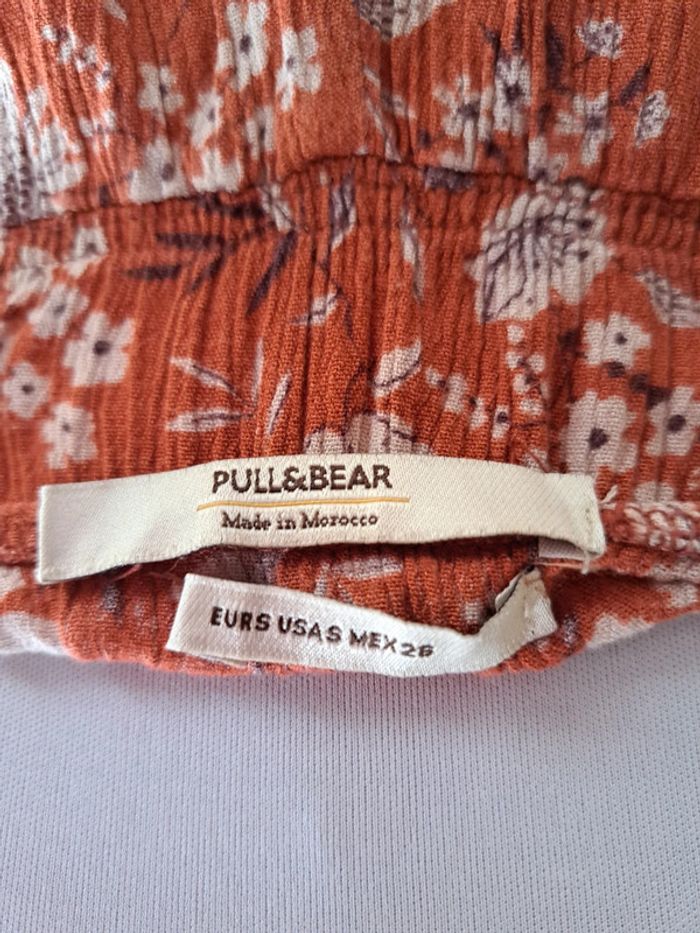 PULL&BEAR
Made in Morocco
EURS USAS MEX26